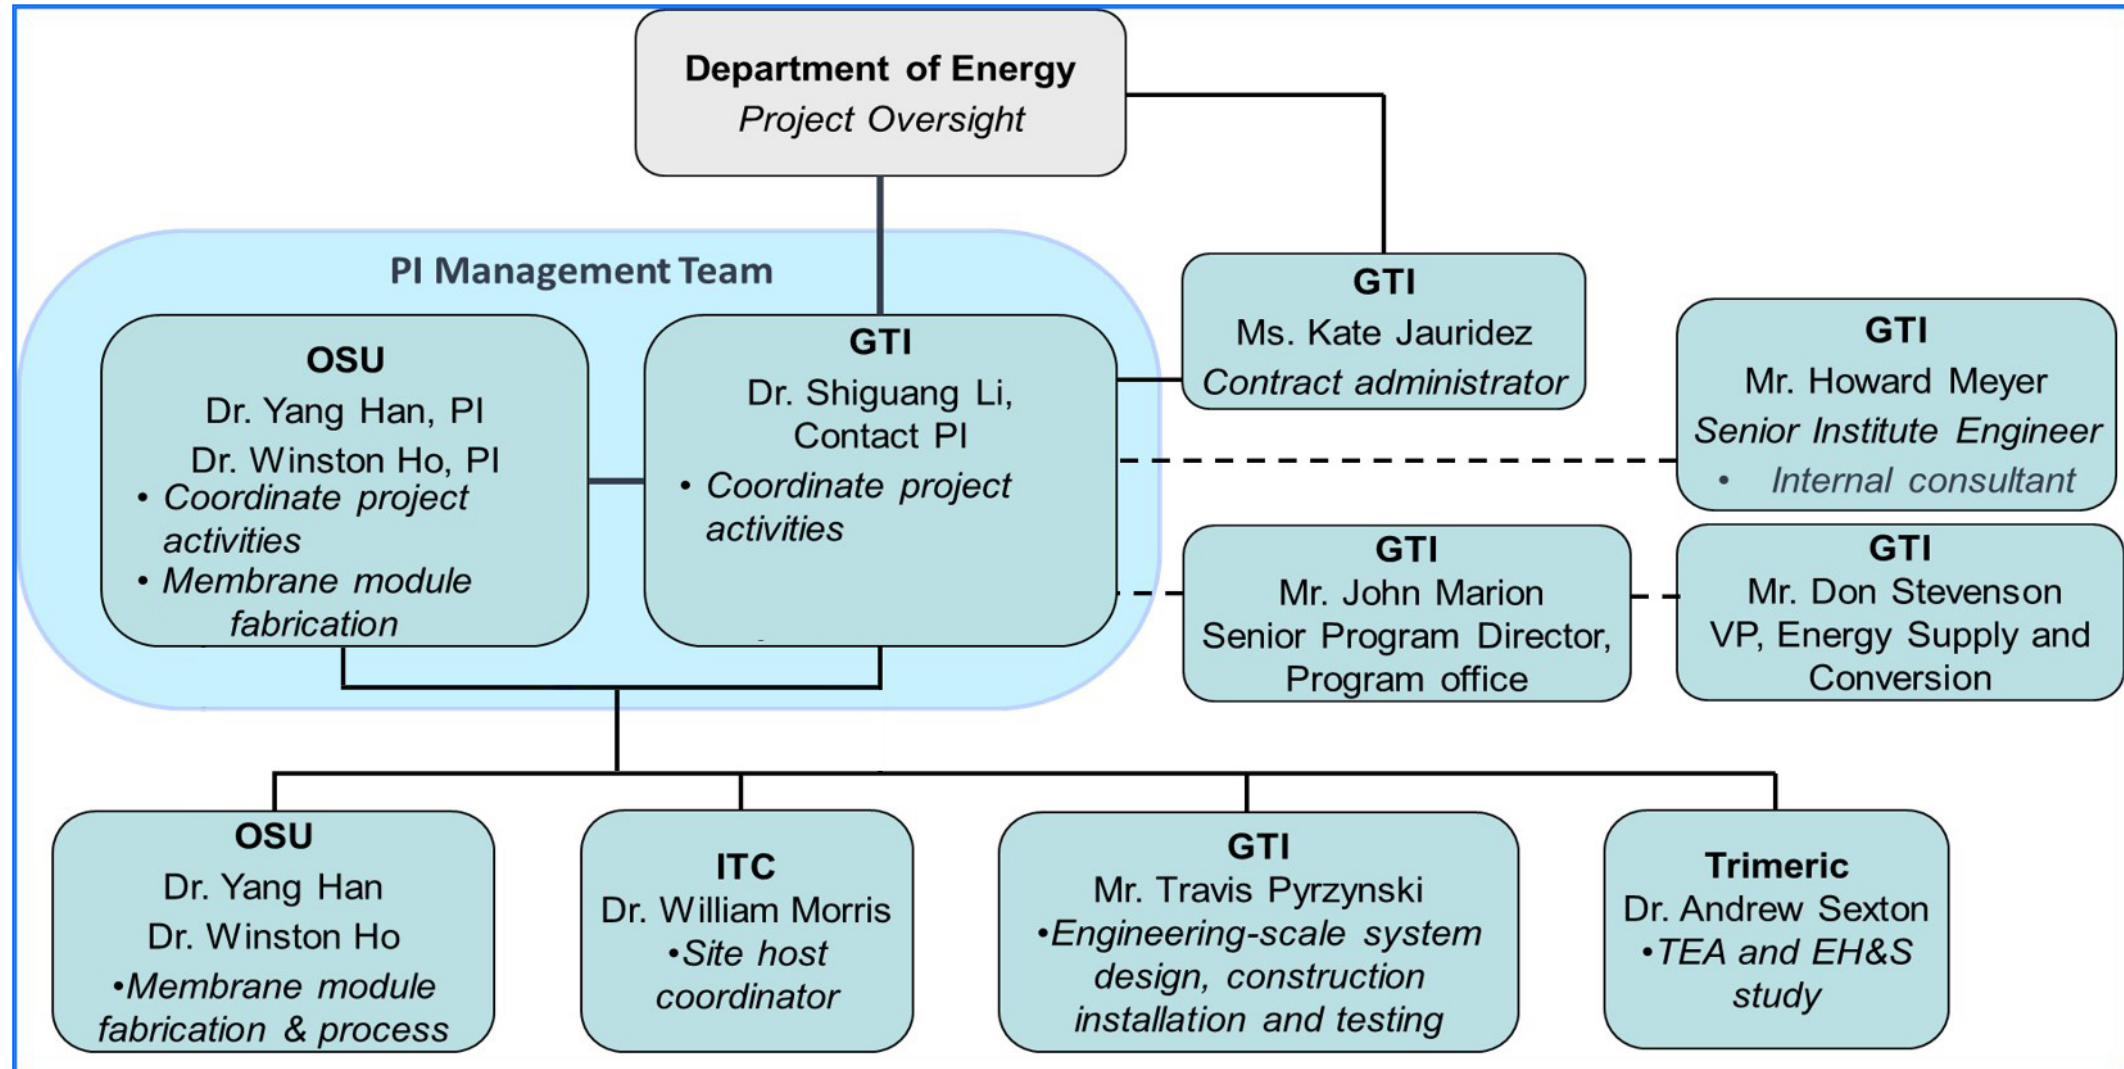 Department of Energy
Project Oversight
PI Management Team
OSU
Dr. Yang Han, PI
Dr. Winston Ho, PI
• Coordinate project
activities
• Membrane module
fabrication
GTI
Dr. Shiguang Li,
Contact PI
• Coordinate project
activities
GTI
Ms. Kate Jauridez
Contract administrator
GTI
Mr. Howard Meyer
Senior Institute Engineer
• Internal consultant
GTI
Mr. John Marion
Senior Program Director,
Program office
GTI
Mr. Don Stevenson
VP, Energy Supply and
Conversion
OSU
Dr. Yang Han
Dr. Winston Ho
•Membrane module
fabrication & process
ITC
Dr. William Morris
•Site host
coordinator
GTI
Mr. Travis Pyrzynski
•Engineering-scale system
design, construction
installation and testing
Trimeric
Dr. Andrew Sexton
•TEA and EH&S
study